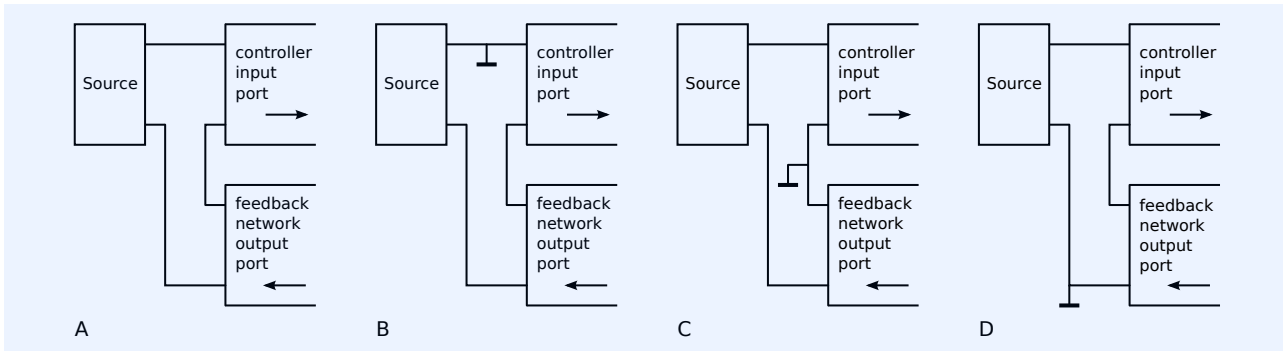 Source
controller
input
port
feedback
network
output
port
A
Source
controller
input
port
feedback
network
output
port
B
Source
controller
input
port
feedback
network
output
port
C
Source
controller
input
port
feedback
network
output
port
D